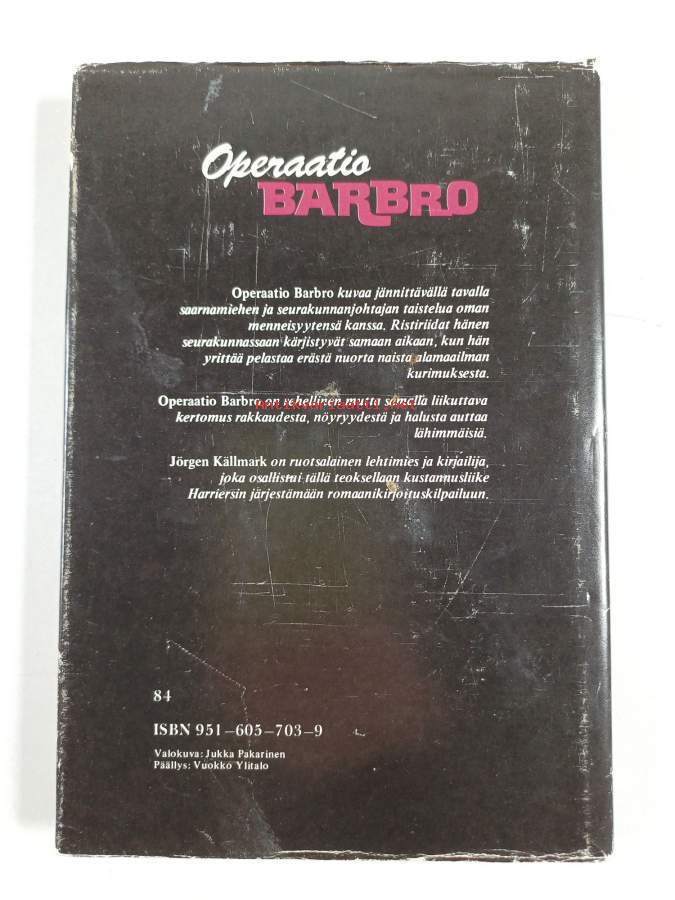 Operaatio
BARBRO
Operaatio Barbro kuvaa jännittävällä tavalla
saarnamiehen ja seurakunnanjohtajan taistelua oman
menneisyytensä kanssa. Ristiriidat hänen
seurakunnassaan kärjistyvät samaan aikaan, kun hän
yrittää pelastaa erästä nuorta naista alamaailman
kurimuksesta.
Operaatio Barbro on rehellinen mutta samalla liikuttava
antikvariaatti.net
kertomus rakkaudesta, nöyryydestä ja halusta auttaa
lähimmäisiä.
Jörgen Källmark on ruotsalainen lehtimies ja kirjailija,
joka osallistui tällä teoksellaan kustannusliike
Harriersin järjestämään romaanikirjoituskilpailuun.
84
ISBN 951-605-703-9
Valokuva: Jukka Pakarinen
Päällys: Vuokko Ylitalo